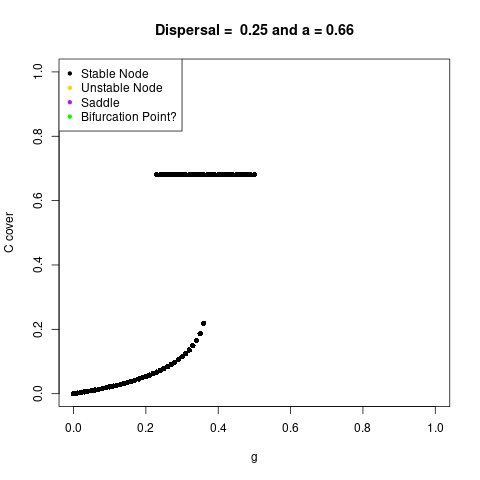 Dispersal =  0.25 and a = 0.66
Stable Node
Unstable Node
Saddle
Bifurcation Point?
1.0
0.8
0.6
0.4
0.2
0.0
C cover
0.0 0.2 0.4 0.6 0.8 1.0
g